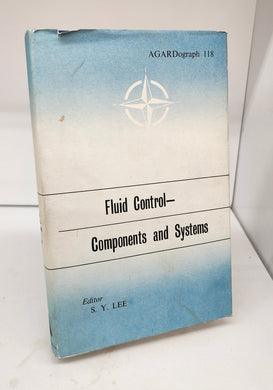 AGARDograph 118
Fluid Control—
Components and Systems
Editor
S. Y. LEE